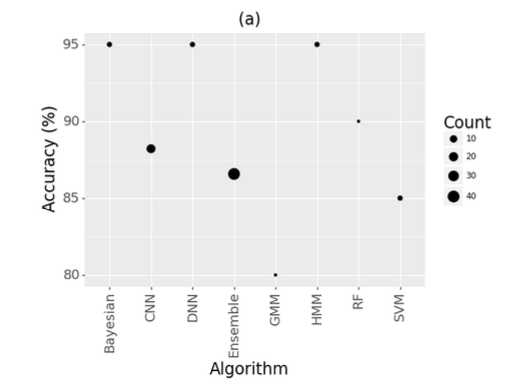 (a)
Accuracy (%)
95
90
85
80
Bayesian
CNN
DNN
Ensemble
GMM
HMM
RF
SVM
Algorithm
Count
10
20
30
40